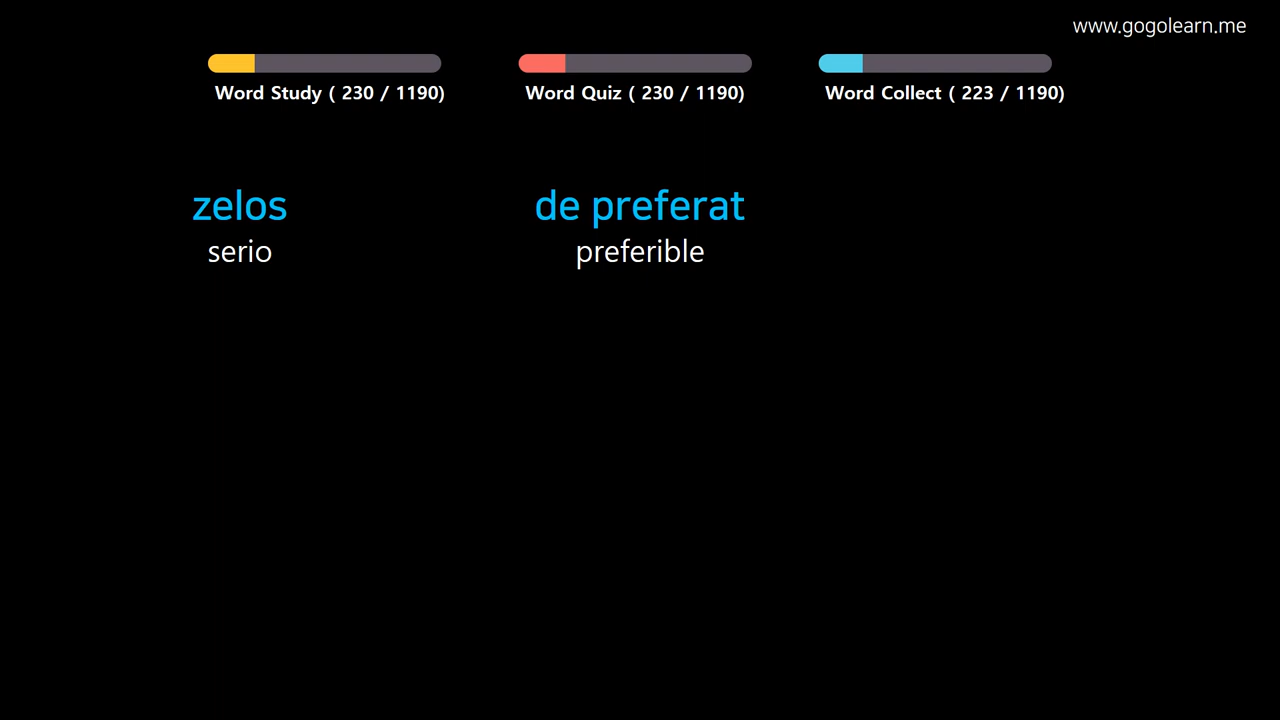 www.gogolearn.me
Word Study ( 230 / 1190)
Word Quiz ( 230 / 1190)
Word Collect ( 223 / 1190)
zelos
serio
de preferat
preferible